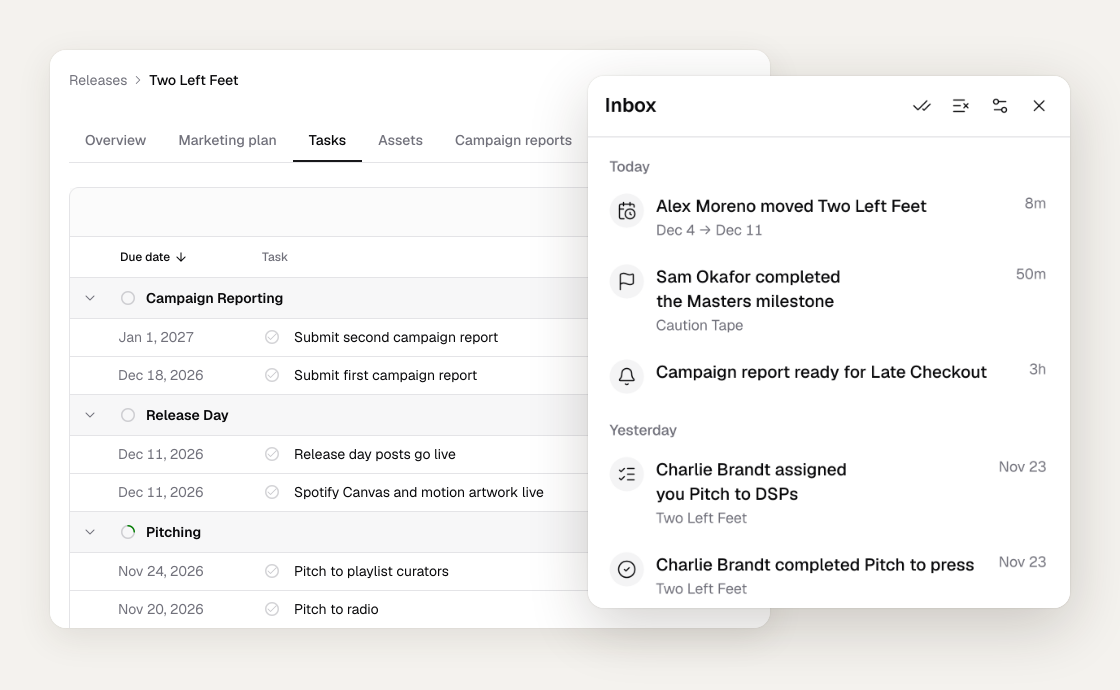 Releases > Two Left Feet
Overview Marketing plan Tasks Assets Campaign reports
Due date ↓ Task
Campaign Reporting
Jan 1, 2027 Submit second campaign report
Dec 18, 2026 Submit first campaign report
Release Day
Dec 11, 2026 Release day posts go live
Dec 11, 2026 Spotify Canvas and motion artwork live
Pitching
Nov 24, 2026 Pitch to playlist curators
Nov 20, 2026 Pitch to radio
Inbox
Today
Alex Moreno moved Two Left Feet 8m
Dec 4 → Dec 11
Sam Okafor completed 50m
the Masters milestone
Caution Tape
Campaign report ready for Late Checkout 3h
Yesterday
Charlie Brandt assigned Nov 23
you Pitch to DSPs
Two Left Feet
Charlie Brandt completed Pitch to press Nov 23
Two Left Feet